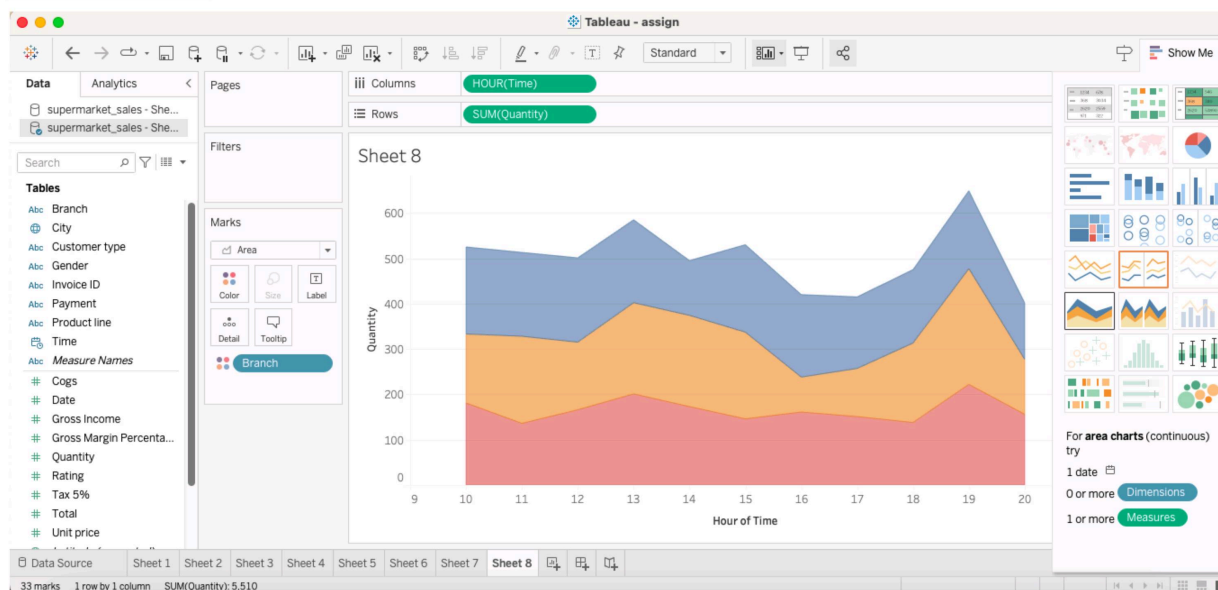 Tableau - assign
Standard
Show Me
Data
Analytics
supermarket_sales - She...
supermarket_sales - She...
Search
Tables
Abc Branch
City
Abc Customer type
Abc Gender
Abc Invoice ID
Abc Payment
Abc Product line
Time
Abc Measure Names
# Cogs
# Date
# Gross Income
# Gross Margin Percenta...
# Quantity
# Rating
# Tax 5%
# Total
# Unit price
Pages
Filters
Marks
Area
Color
Size
Label
Detail
Tooltip
Branch
Columns
HOUR(Time)
Rows
SUM(Quantity)
Sheet 8
Quantity
600
500
400
300
200
100
0
9 10 11 12 13 14 15 16 17 18 19 20
Hour of Time
For area charts (continuous)
try
1 date
0 or more Dimensions
1 or more Measures
Data Source
Sheet 1
Sheet 2
Sheet 3
Sheet 4
Sheet 5
Sheet 6
Sheet 7
Sheet 8
33 marks 1 row by 1 column SUM(Quantity): 5,510